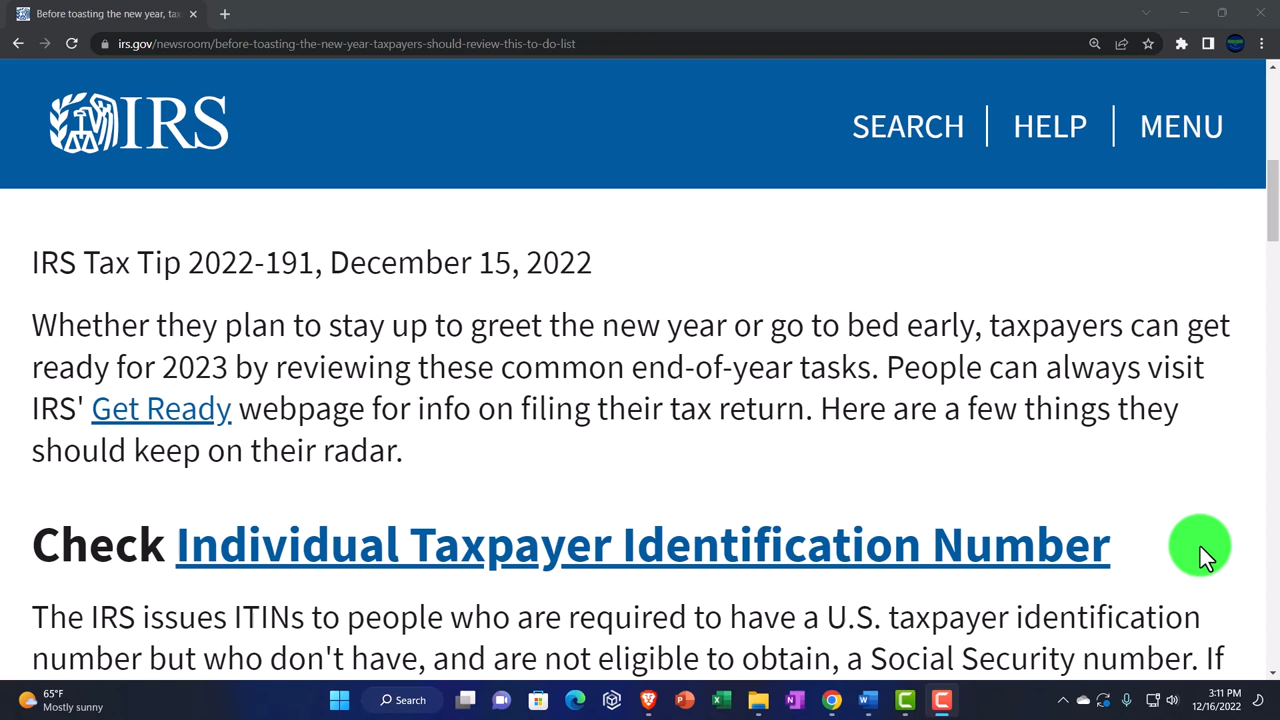 Before toasting the new year, tax
irs.gov/newsroom/before-toasting-the-new-year-taxpayers-should-review-this-to-do-list
IRS
SEARCH
HELP
MENU
IRS Tax Tip 2022-191, December 15, 2022
Whether they plan to stay up to greet the new year or go to bed early, taxpayers can get
ready for 2023 by reviewing these common end-of-year tasks. People can always visit
IRS' Get Ready webpage for info on filing their tax return. Here are a few things they
should keep on their radar.
Check Individual Taxpayer Identification Number
The IRS issues ITINs to people who are required to have a U.S. taxpayer identification
number but who don't have, and are not eligible to obtain, a Social Security number. If
65°F
Mostly sunny
Search
3:11 PM
12/16/2022